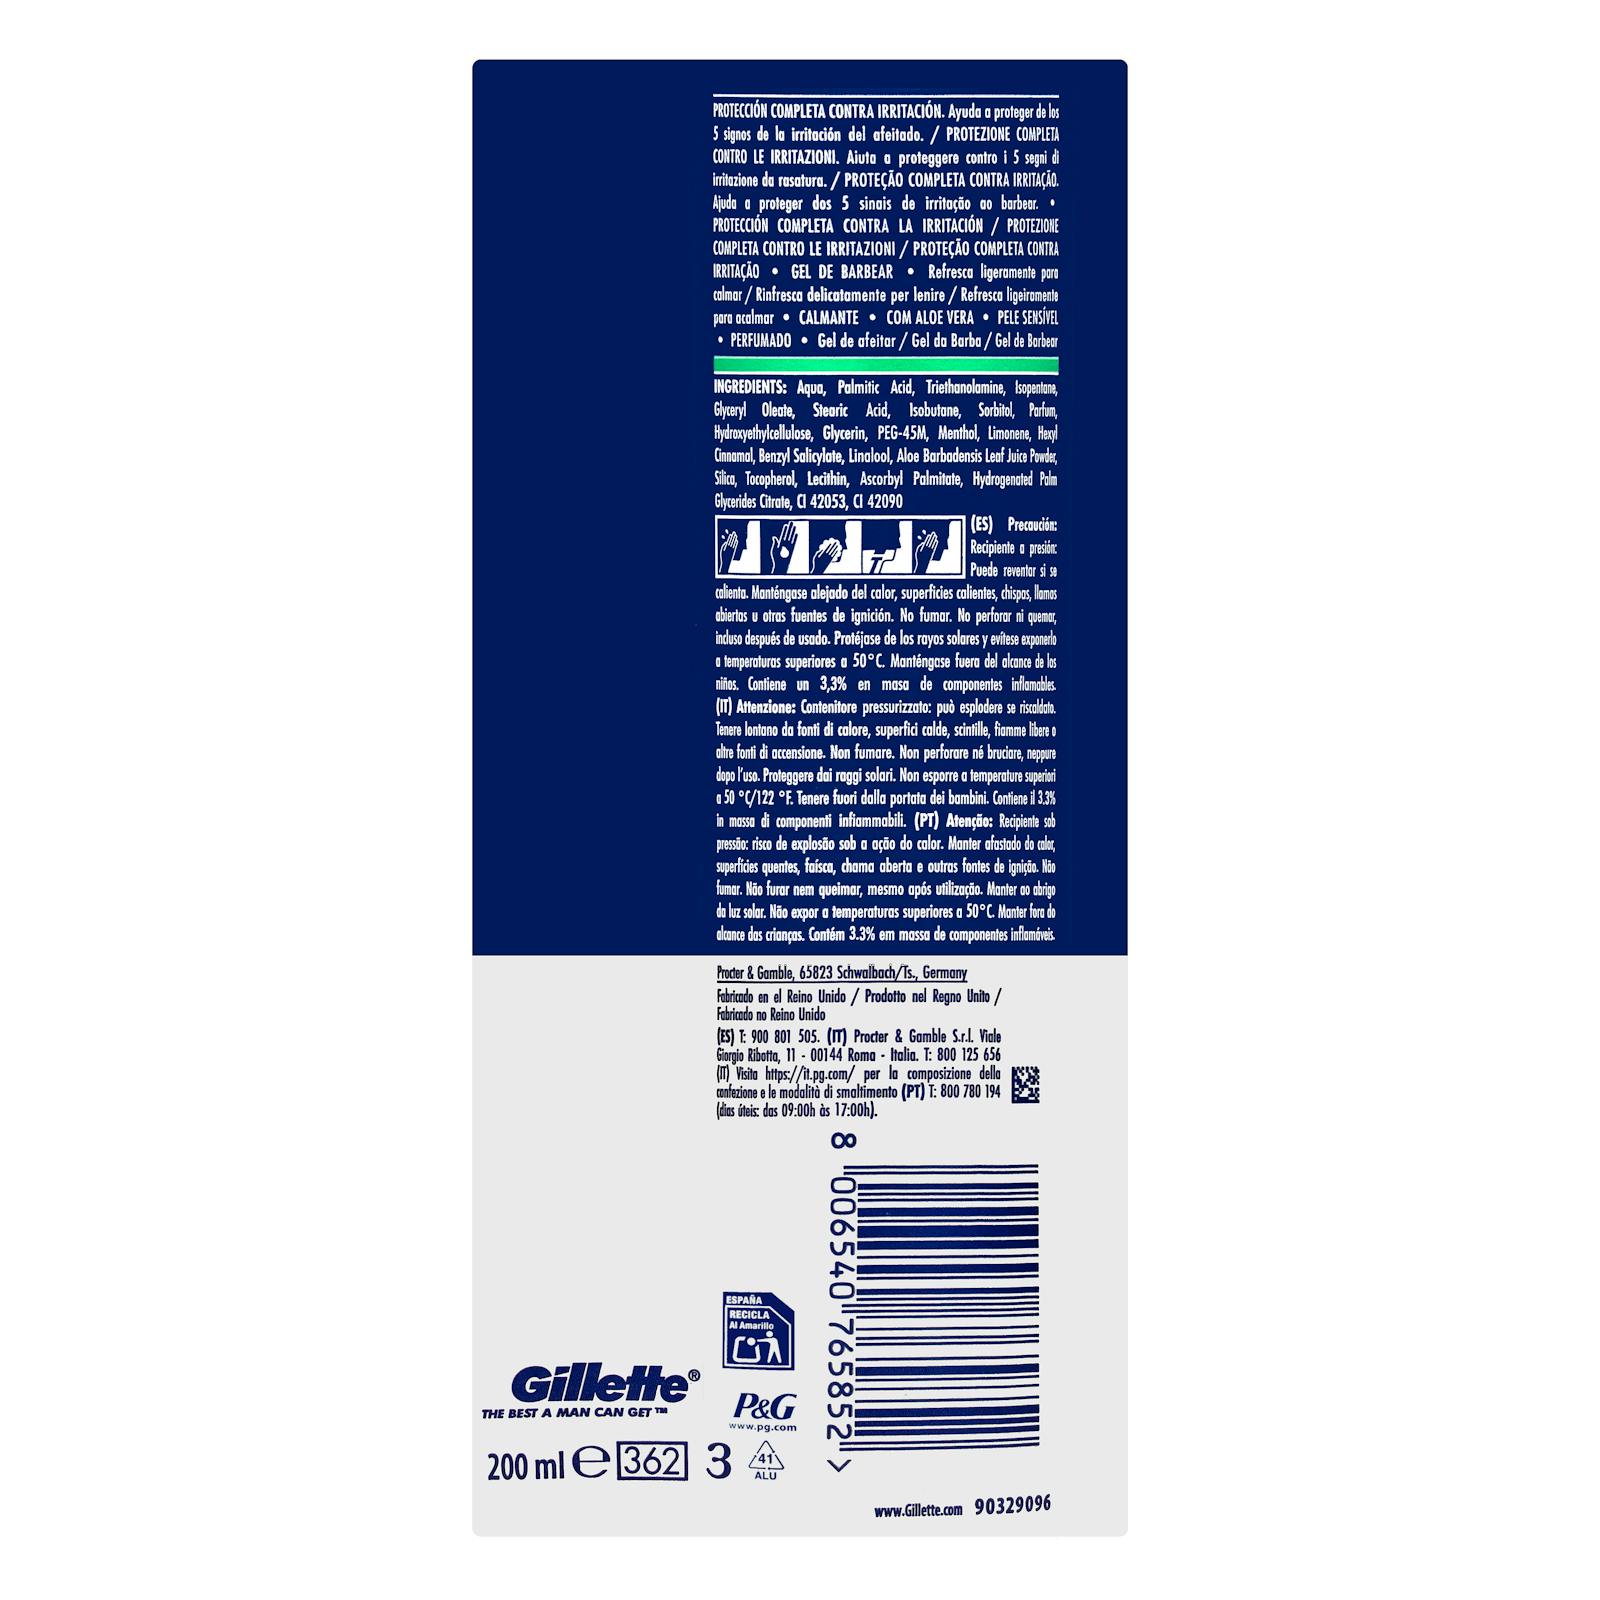 PROTECCIÓN COMPLETA CONTRA IRRITACIÓN. Ayuda a proteger de los
5 signos de la irritación del afeitado. / PROTEZIONE COMPLETA
CONTRO LE IRRITAZIONI. Aiuta a proteggere contro i 5 segni di
irritazione da rasatura. / PROTEÇÃO COMPLETA CONTRA IRRITAÇÃO.
Ajuda a proteger dos 5 sinais de irritação ao barbear. •
PROTECCIÓN COMPLETA CONTRA LA IRRITACIÓN / PROTEZIONE
COMPLETA CONTRO LE IRRITAZIONI / PROTEÇÃO COMPLETA CONTRA
IRRITAÇÃO • GEL DE BARBEAR • Refresca ligeramente para
calmar / Rinfresca delicatamente per lenire / Refresca ligeiramente
para acalmar • CALMANTE • COM ALOE VERA • PELE SENSÍVEL
• PERFUMADO • Gel de afeitar / Gel da Barba / Gel de Barbear
INGREDIENTS: Aqua, Palmitic Acid, Triethanolamine, Isopentane,
Glyceryl Oleate, Stearic Acid, Isobutane, Sorbitol, Parfum,
Hydroxyethylcellulose, Glycerin, PEG-45M, Menthol, Limonene, Hexyl
Cinnamal, Benzyl Salicylate, Linalool, Aloe Barbadensis Leaf Juice Powder,
Silica, Tocopherol, Lecithin, Ascorbyl Palmitate, Hydrogenated Palm
Glycerides Citrate, CI 42053, CI 42090
(ES) Precaución:
Recipiente a presión:
Puede reventar si se
calienta. Manténgase alejado del calor, superficies calientes, chispas, llamas
abiertas u otras fuentes de ignición. No fumar. No perforar ni quemar,
incluso después de usado. Protéjase de los rayos solares y evítese exponerlo
a temperaturas superiores a 50°C. Manténgase fuera del alcance de los
niños. Contiene un 3,3% en masa de componentes inflamables.
(IT) Attenzione: Contenitore pressurizzato: può esplodere se riscaldato.
Tenere lontano da fonti di calore, superfici calde, scintille, fiamme libere o
altre fonti di accensione. Non fumare. Non perforare né bruciare, neppure
dopo l'uso. Proteggere dai raggi solari. Non esporre a temperature superiori
a 50 °C/122 °F. Tenere fuori dalla portata dei bambini. Contiene il 3.3%
in massa di componenti infiammabili. (PT) Atenção: Recipiente sob
pressão: risco de explosão sob a ação do calor. Manter afastado do calor,
superfícies quentes, faísca, chama aberta e outras fontes de ignição. Não
fumar. Não furar nem queimar, mesmo após utilização. Manter ao abrigo
da luz solar. Não expor a temperaturas superiores a 50°C. Manter fora do
alcance das crianças. Contém 3.3% em massa de componentes inflamáveis.
Procter & Gamble, 65823 Schwalbach/Ts., Germany
Fabricado en el Reino Unido / Prodotto nel Regno Unito /
Fabricado no Reino Unido
(ES) T: 900 801 505. (IT) Procter & Gamble S.r.l. Viale
Giorgio Ribotta, 11 - 00144 Roma - Italia. T: 800 125 656
(IT) Visita https://it.pg.com/ per la composizione della
confezione e le modalità di smaltimento (PT) T: 800 780 194
(dias úteis: das 09:00h às 17:00h).
8 006540 765852 >
ESPAÑA
RECICLA
Al Amarillo
Gillette®
THE BEST A MAN CAN GET™
P&G
www.pg.com
200 ml e 362 3 41
ALU
www.Gillette.com 90329096